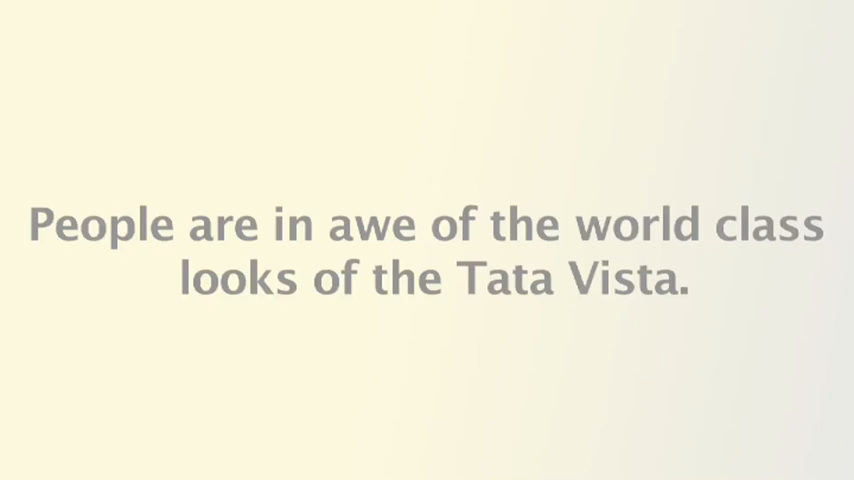 People are in awe of the world class
looks of the Tata Vista.